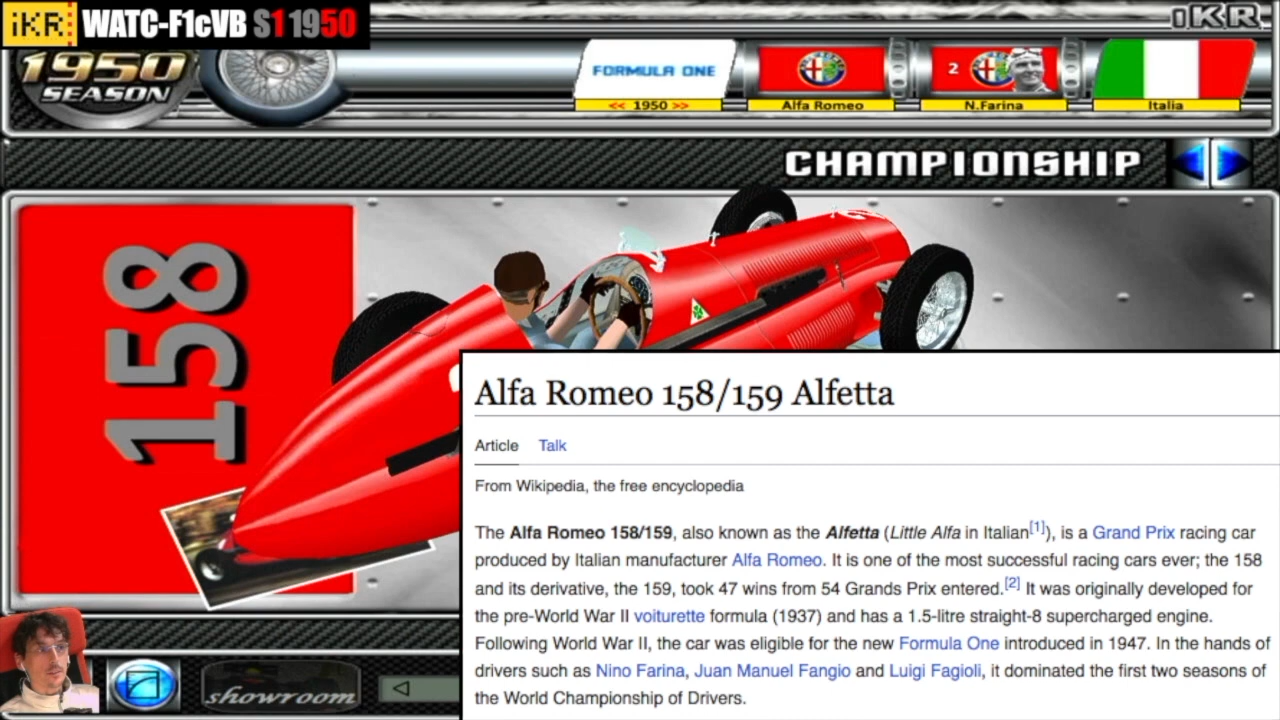 iKR: WATC-F1cVB S1 1950
iKR
1950
SEASON
FORMULA ONE
<< 1950 >>
Alfa Romeo
2
N.Farina
Italia
CHAMPIONSHIP
158
Alfa Romeo 158/159 Alfetta
Article Talk
From Wikipedia, the free encyclopedia
The Alfa Romeo 158/159, also known as the Alfetta (Little Alfa in Italian[1]), is a Grand Prix racing car
produced by Italian manufacturer Alfa Romeo. It is one of the most successful racing cars ever; the 158
and its derivative, the 159, took 47 wins from 54 Grands Prix entered.[2] It was originally developed for
the pre-World War II voiturette formula (1937) and has a 1.5-litre straight-8 supercharged engine.
Following World War II, the car was eligible for the new Formula One introduced in 1947. In the hands of
drivers such as Nino Farina, Juan Manuel Fangio and Luigi Fagioli, it dominated the first two seasons of
the World Championship of Drivers.
showroom